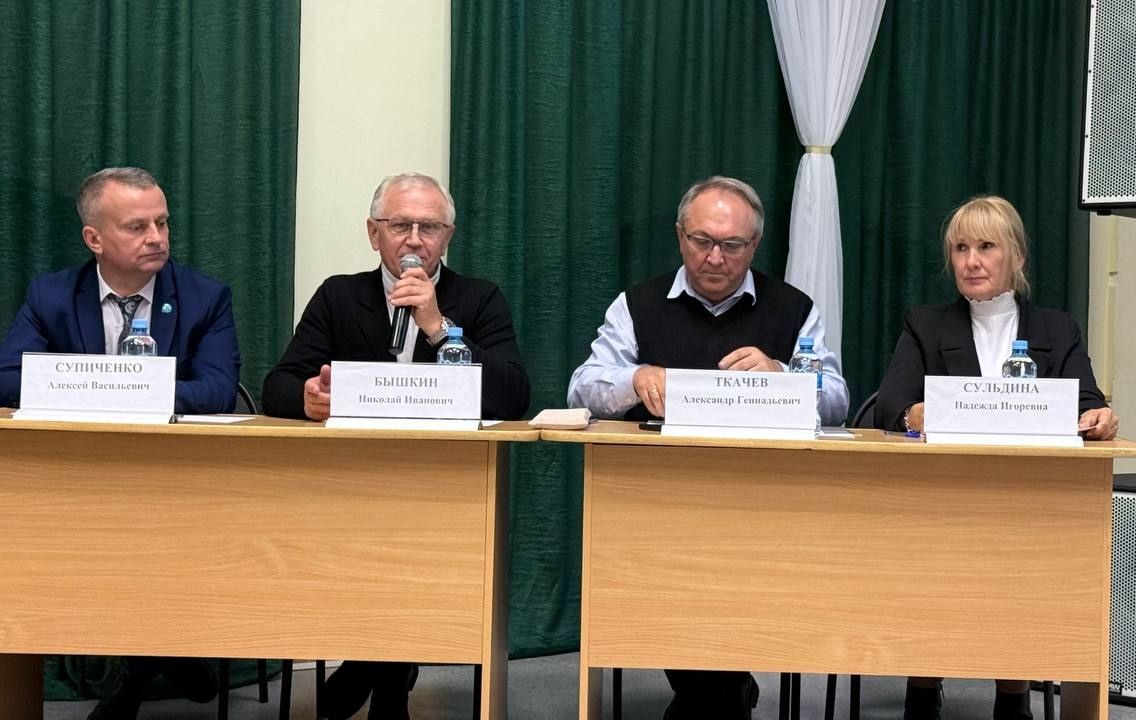 СУПИЧЕНКО
Алексей Васильевич
БЫШКИН
Николай Иванович
ТКАЧЕВ
Александр Геннадьевич
СУЛЬДИНА
Надежда Игоревна